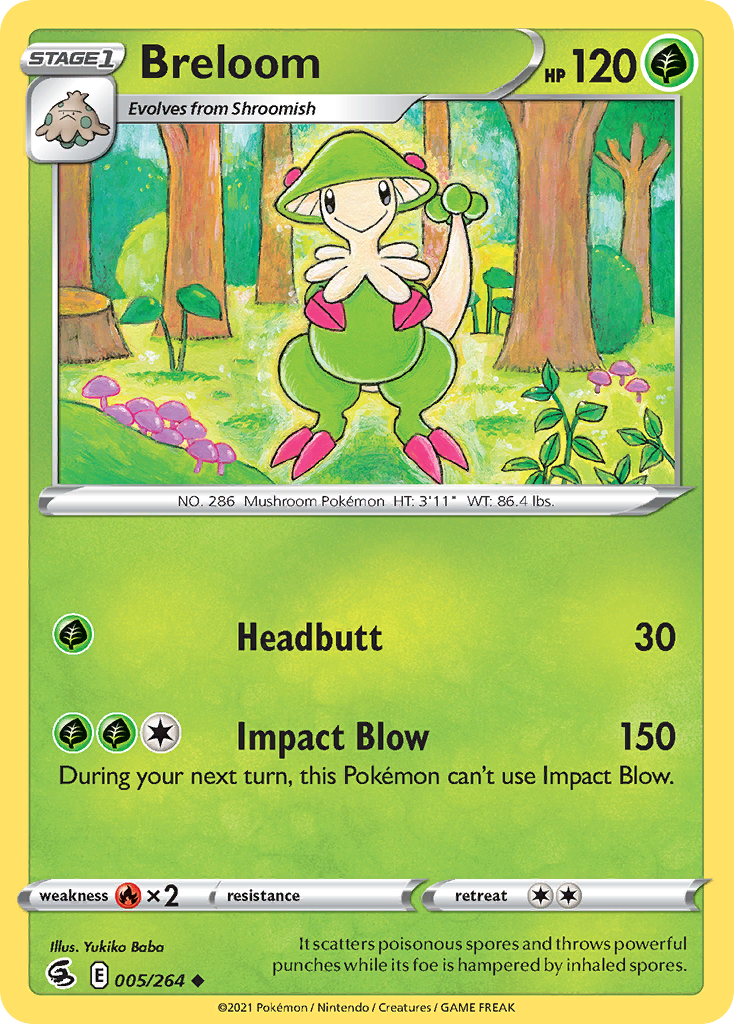 STAGE 1
Breloom
HP 120
Evolves from Shroomish
NO. 286 Mushroom Pokémon HT: 3'11" WT: 86.4 lbs.
Headbutt 30
Impact Blow 150
During your next turn, this Pokémon can't use Impact Blow.
weakness ×2 resistance retreat
Illus. Yukiko Baba
It scatters poisonous spores and throws powerful
punches while its foe is hampered by inhaled spores.
E 005/264
©2021 Pokémon / Nintendo / Creatures / GAME FREAK